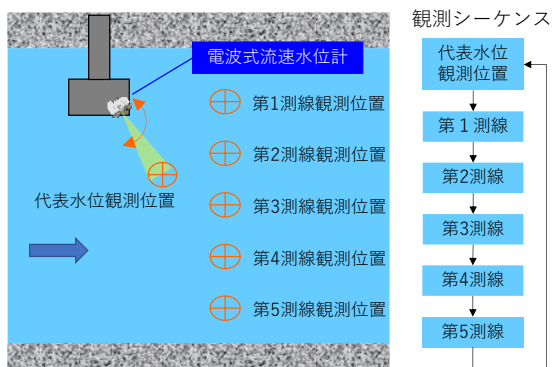 観測シーケンス
電波式流速水位計
第1測線観測位置
第2測線観測位置
代表水位観測位置
第3測線観測位置
第4測線観測位置
第5測線観測位置
代表水位
観測位置
第１測線
第2測線
第3測線
第4測線
第5測線